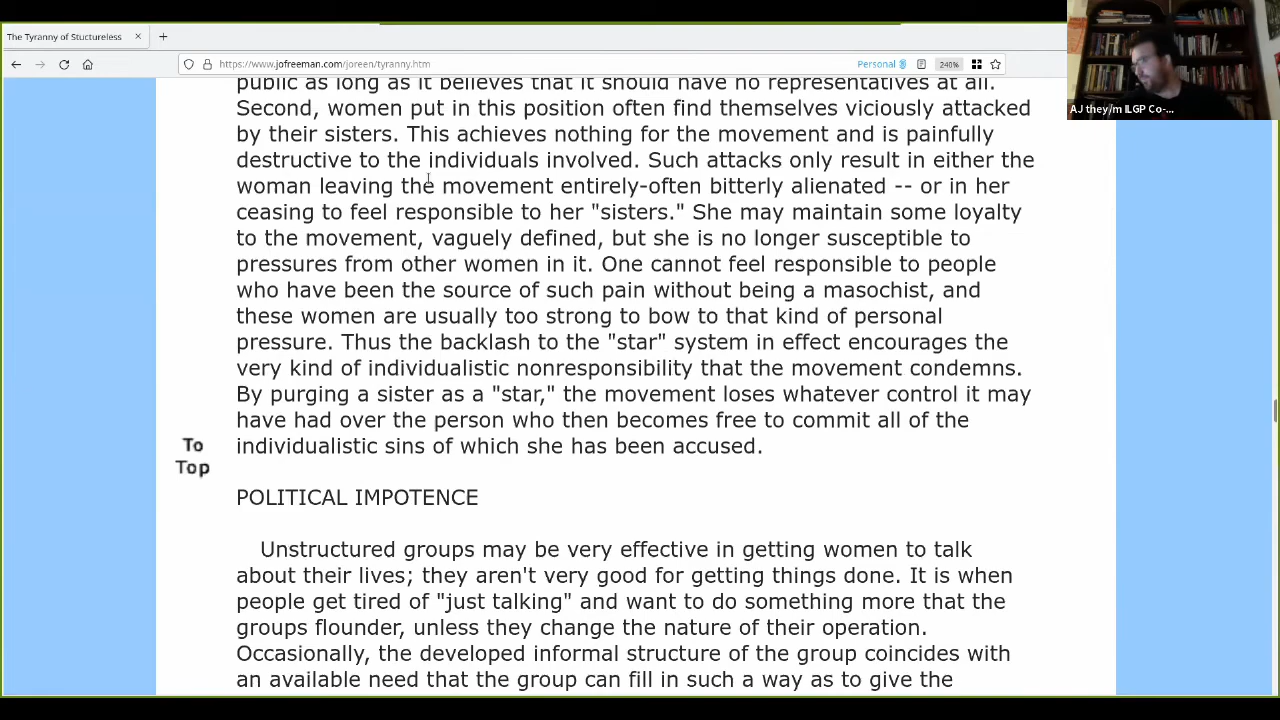 The Tyranny of Stuctureless
https://www.jofreeman.com/joreen/tyranny.htm
Personal
240%
AJ they/m ILGP Co-...
public as long as it believes that it should have no representatives at all.
Second, women put in this position often find themselves viciously attacked
by their sisters. This achieves nothing for the movement and is painfully
destructive to the individuals involved. Such attacks only result in either the
woman leaving the movement entirely-often bitterly alienated -- or in her
ceasing to feel responsible to her "sisters." She may maintain some loyalty
to the movement, vaguely defined, but she is no longer susceptible to
pressures from other women in it. One cannot feel responsible to people
who have been the source of such pain without being a masochist, and
these women are usually too strong to bow to that kind of personal
pressure. Thus the backlash to the "star" system in effect encourages the
very kind of individualistic nonresponsibility that the movement condemns.
By purging a sister as a "star," the movement loses whatever control it may
have had over the person who then becomes free to commit all of the
individualistic sins of which she has been accused.
To
Top
POLITICAL IMPOTENCE
Unstructured groups may be very effective in getting women to talk
about their lives; they aren't very good for getting things done. It is when
people get tired of "just talking" and want to do something more that the
groups flounder, unless they change the nature of their operation.
Occasionally, the developed informal structure of the group coincides with
an available need that the group can fill in such a way as to give the